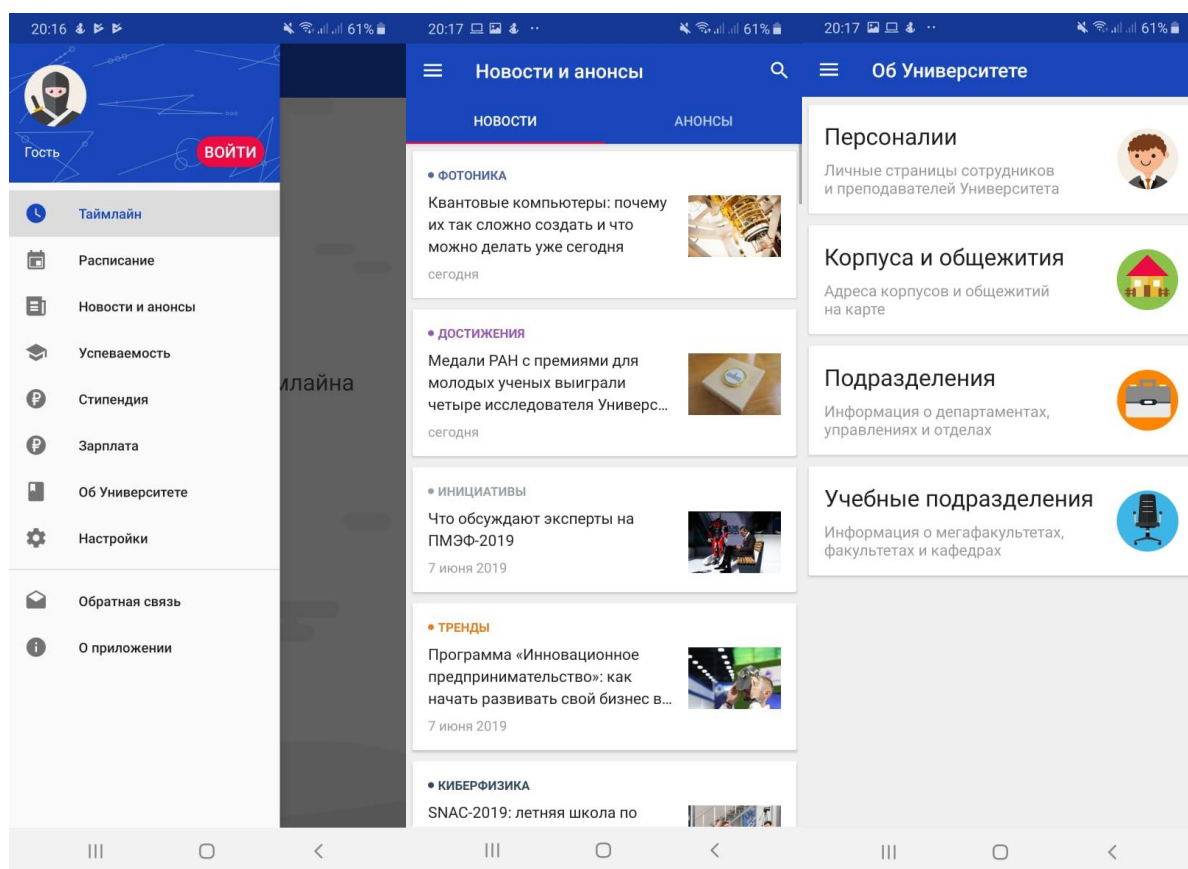 20:16
61%
Гость
ВОЙТИ
Таймлайн
Расписание
Новости и анонсы
Успеваемость
Стипендия
Зарплата
Об Университете
Настройки
Обратная связь
О приложении
млайна
20:17
61%
Новости и анонсы
НОВОСТИ
АНОНСЫ
• ФОТОНИКА
Квантовые компьютеры: почему
их так сложно создать и что
можно делать уже сегодня
сегодня
• ДОСТИЖЕНИЯ
Медали РАН с премиями для
молодых ученых выиграли
четыре исследователя Универс...
сегодня
• ИНИЦИАТИВЫ
Что обсуждают эксперты на
ПМЭФ-2019
7 июня 2019
• ТРЕНДЫ
Программа «Инновационное
предпринимательство»: как
начать развивать свой бизнес в...
7 июня 2019
• КИБЕРФИЗИКА
SNAC-2019: летняя школа по
20:17
61%
Об Университете
Персоналии
Личные страницы сотрудников
и преподавателей Университета
Корпуса и общежития
Адреса корпусов и общежитий
на карте
Подразделения
Информация о департаментах,
управлениях и отделах
Учебные подразделения
Информация о мегафакультетах,
факультетах и кафедрах